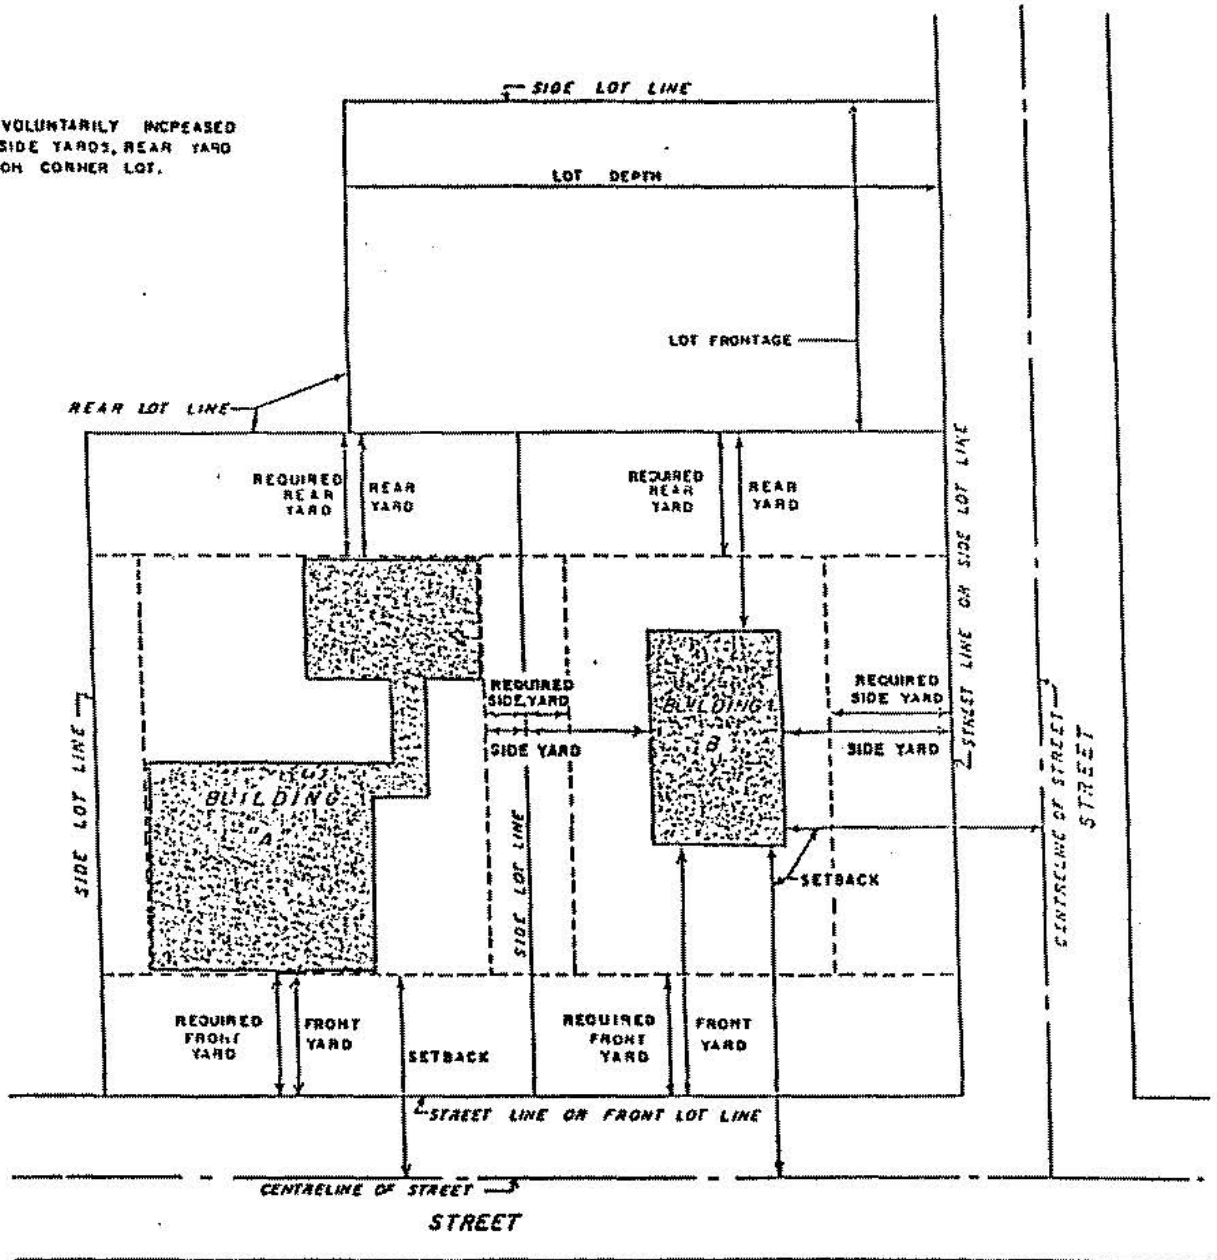 SIDE LOT LINE
VOLUNTARILY INCREASED
SIDE YARDS, REAR YARD
ON CORNER LOT.
LOT DEPTH
LOT FRONTAGE
REAR LOT LINE
REQUIRED
REAR
YARD
REAR
YARD
REQUIRED
REAR
YARD
REAR
YARD
STREET LINE OR SIDE LOT LINE
SIDE LOT LINE
REQUIRED
SIDE YARD
SIDE YARD
BUILDING
B
REQUIRED
SIDE YARD
SIDE YARD
CENTRELINE OF STREET
STREET
BUILDING
"A"
SIDE LOT LINE
SETBACK
REQUIRED
FRONT
YARD
FRONT
YARD
SETBACK
REQUIRED
FRONT
YARD
FRONT
YARD
STREET LINE OR FRONT LOT LINE
CENTRELINE OF STREET
STREET